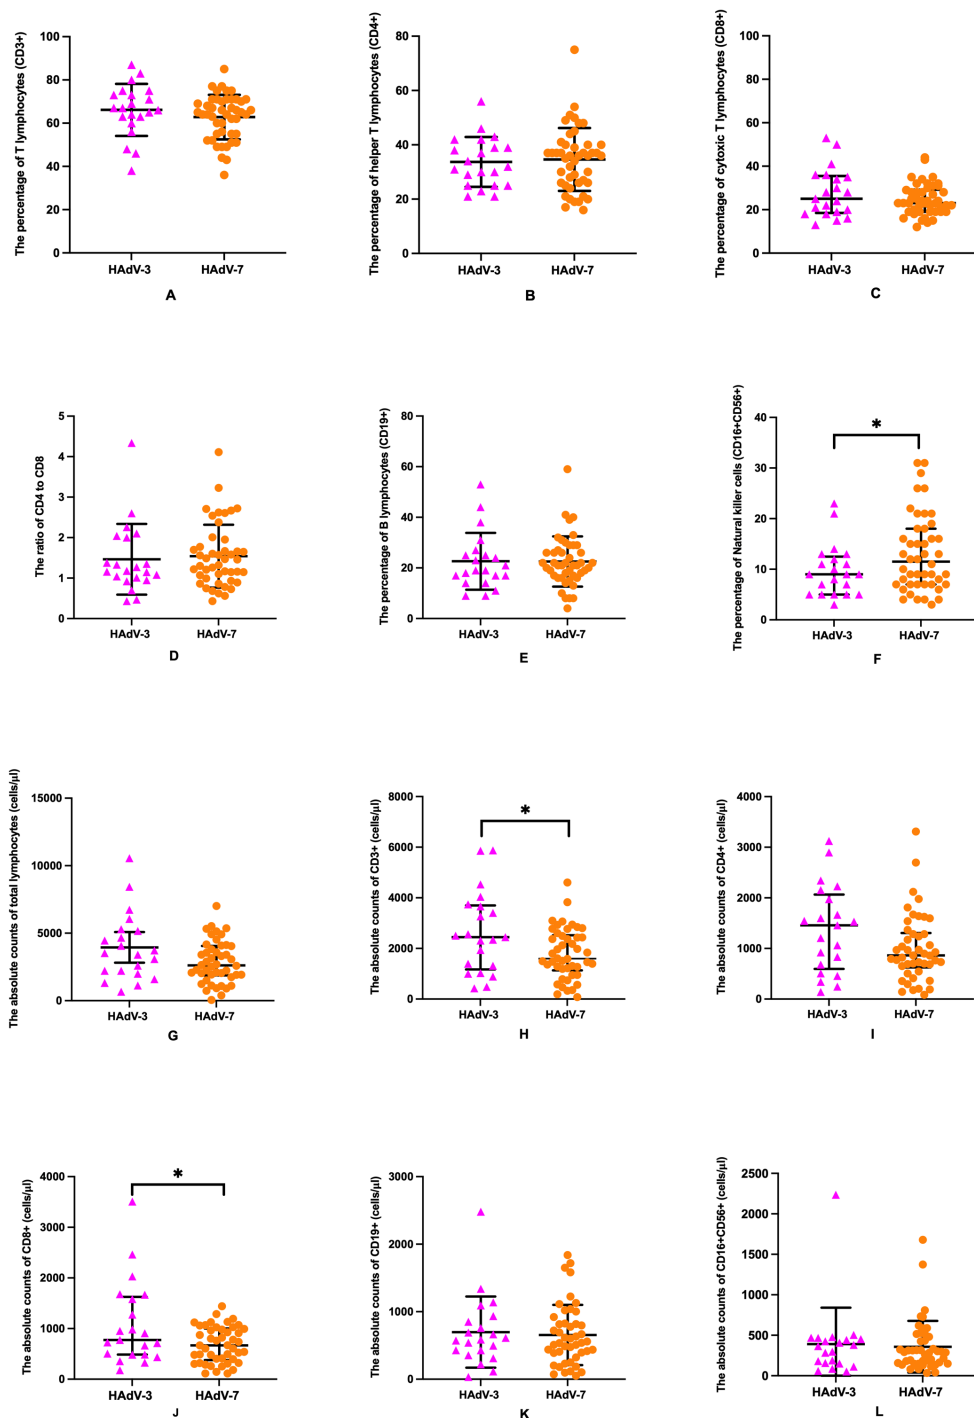 The percentage of T lymphocytes (CD3+)
100
80
60
40
20
0
HAdV-3 HAdV-7
A
The percentage of helper T lymphocytes (CD4+)
80
60
40
20
0
HAdV-3 HAdV-7
B
The percentage of cytoxic T lymphocytes (CD8+)
100
80
60
40
20
0
HAdV-3 HAdV-7
C
The ratio of CD4 to CD8
5
4
3
2
1
0
HAdV-3 HAdV-7
D
The percentage of B lymphocytes (CD19+)
80
60
40
20
0
HAdV-3 HAdV-7
E
The percentage of Natural killer cells (CD16+CD56+)
40
30
20
10
0
*
HAdV-3 HAdV-7
F
The absolute counts of total lymphocytes (cells/μl)
15000
10000
5000
0
HAdV-3 HAdV-7
G
The absolute counts of CD3+ (cells/μl)
8000
6000
4000
2000
0
*
HAdV-3 HAdV-7
H
The absolute counts of CD4+ (cells/μl)
4000
3000
2000
1000
0
HAdV-3 HAdV-7
I
The absolute counts of CD8+ (cells/μl)
4000
3000
2000
1000
0
*
HAdV-3 HAdV-7
J
The absolute counts of CD19+ (cells/μl)
3000
2000
1000
0
HAdV-3 HAdV-7
K
The absolute counts of CD16+CD56+ (cells/μl)
2500
2000
1500
1000
500
0
HAdV-3 HAdV-7
L